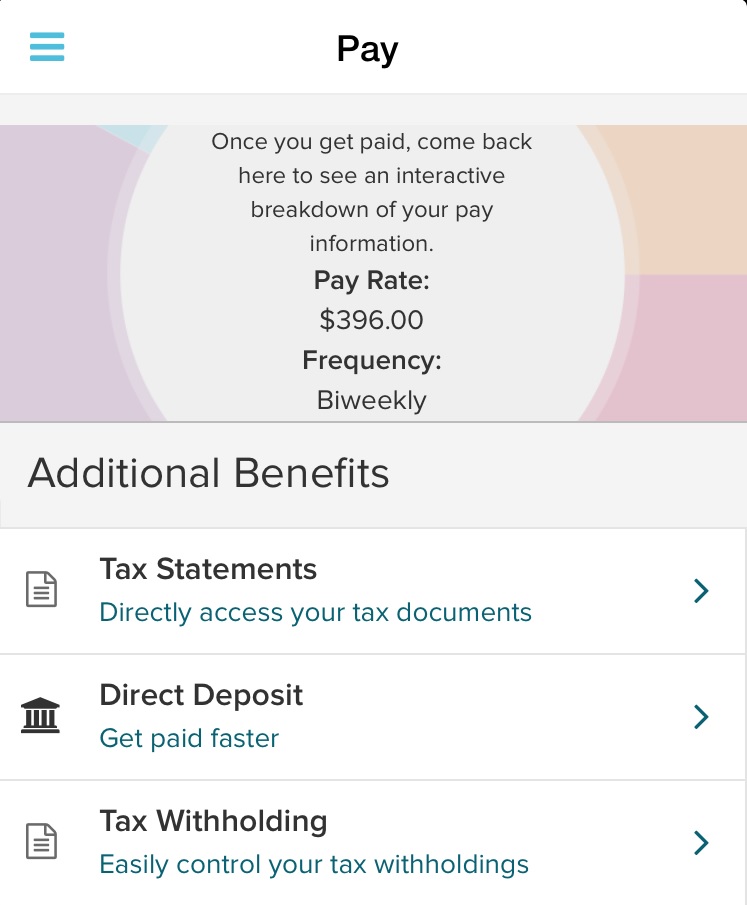 Pay
Once you get paid, come back
here to see an interactive
breakdown of your pay
information.
Pay Rate:
$396.00
Frequency:
Biweekly
Additional Benefits
Tax Statements
Directly access your tax documents
Direct Deposit
Get paid faster
Tax Withholding
Easily control your tax withholdings